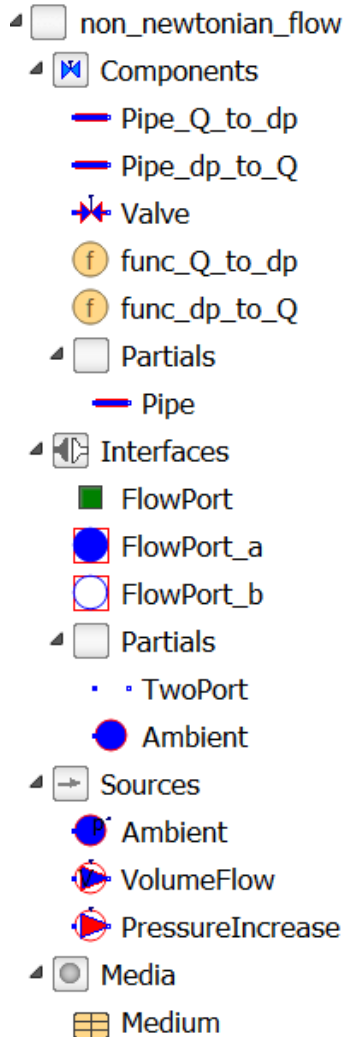 non_newtonian_flow
Components
Pipe_Q_to_dp
Pipe_dp_to_Q
Valve
f func_Q_to_dp
f func_dp_to_Q
Partials
Pipe
Interfaces
FlowPort
FlowPort_a
FlowPort_b
Partials
TwoPort
Ambient
Sources
P Ambient
V VolumeFlow
PressureIncrease
Media
Medium